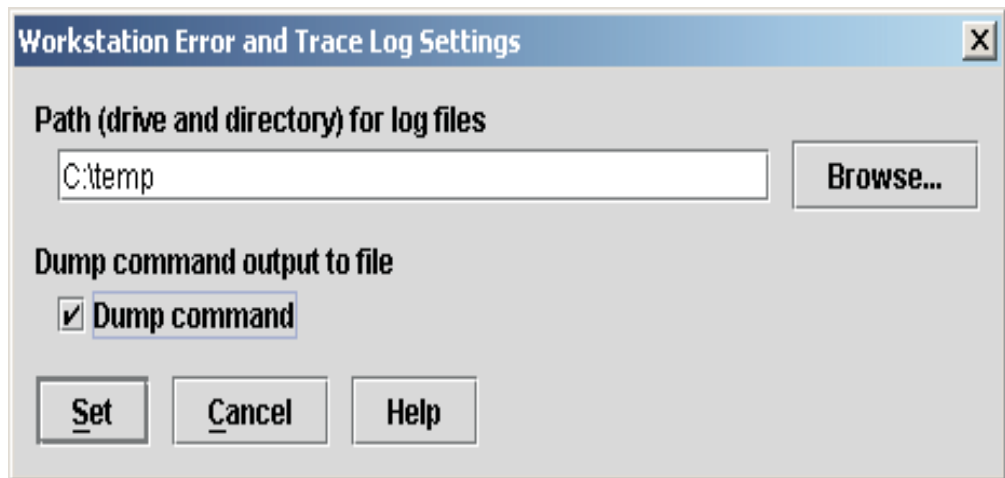 Workstation Error and Trace Log Settings
Path (drive and directory) for log files
C:\temp
Browse...
Dump command output to file
Dump command
Set
Cancel
Help